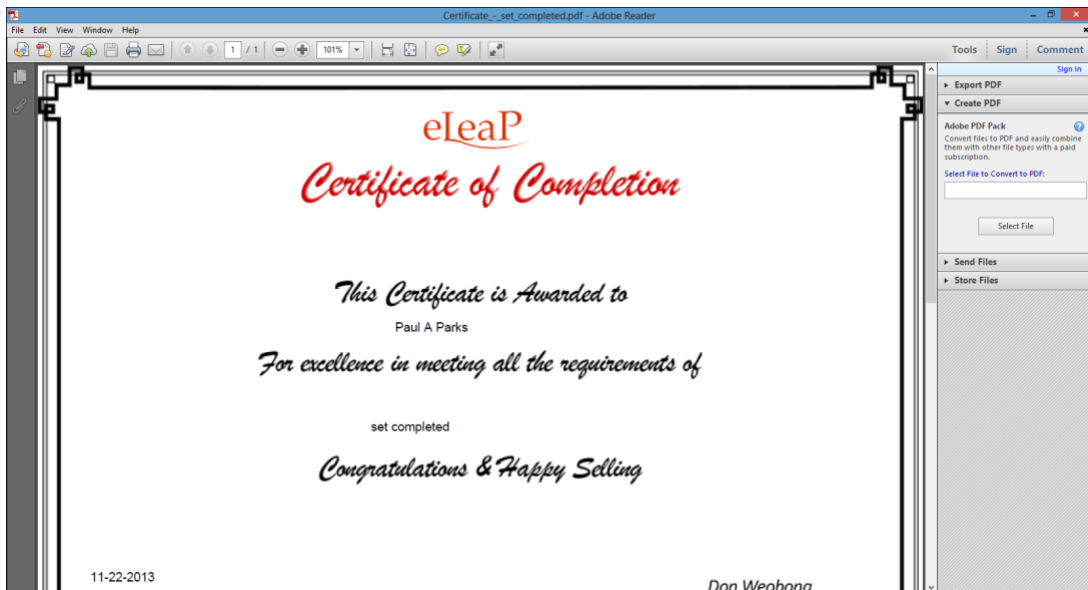 Certificate_-_set_completed.pdf - Adobe Reader
File Edit View Window Help
1 / 1 101% Tools Sign Comment
Sign In
Export PDF
Create PDF
Adobe PDF Pack
Convert files to PDF and easily combine
them with other file types with a paid
subscription.
Select File to Convert to PDF:
Select File
Send Files
Store Files
eLeaP
Certificate of Completion
This Certificate is Awarded to
Paul A Parks
For excellence in meeting all the requirements of
set completed
Congratulations & Happy Selling
11-22-2013
Don Weobong